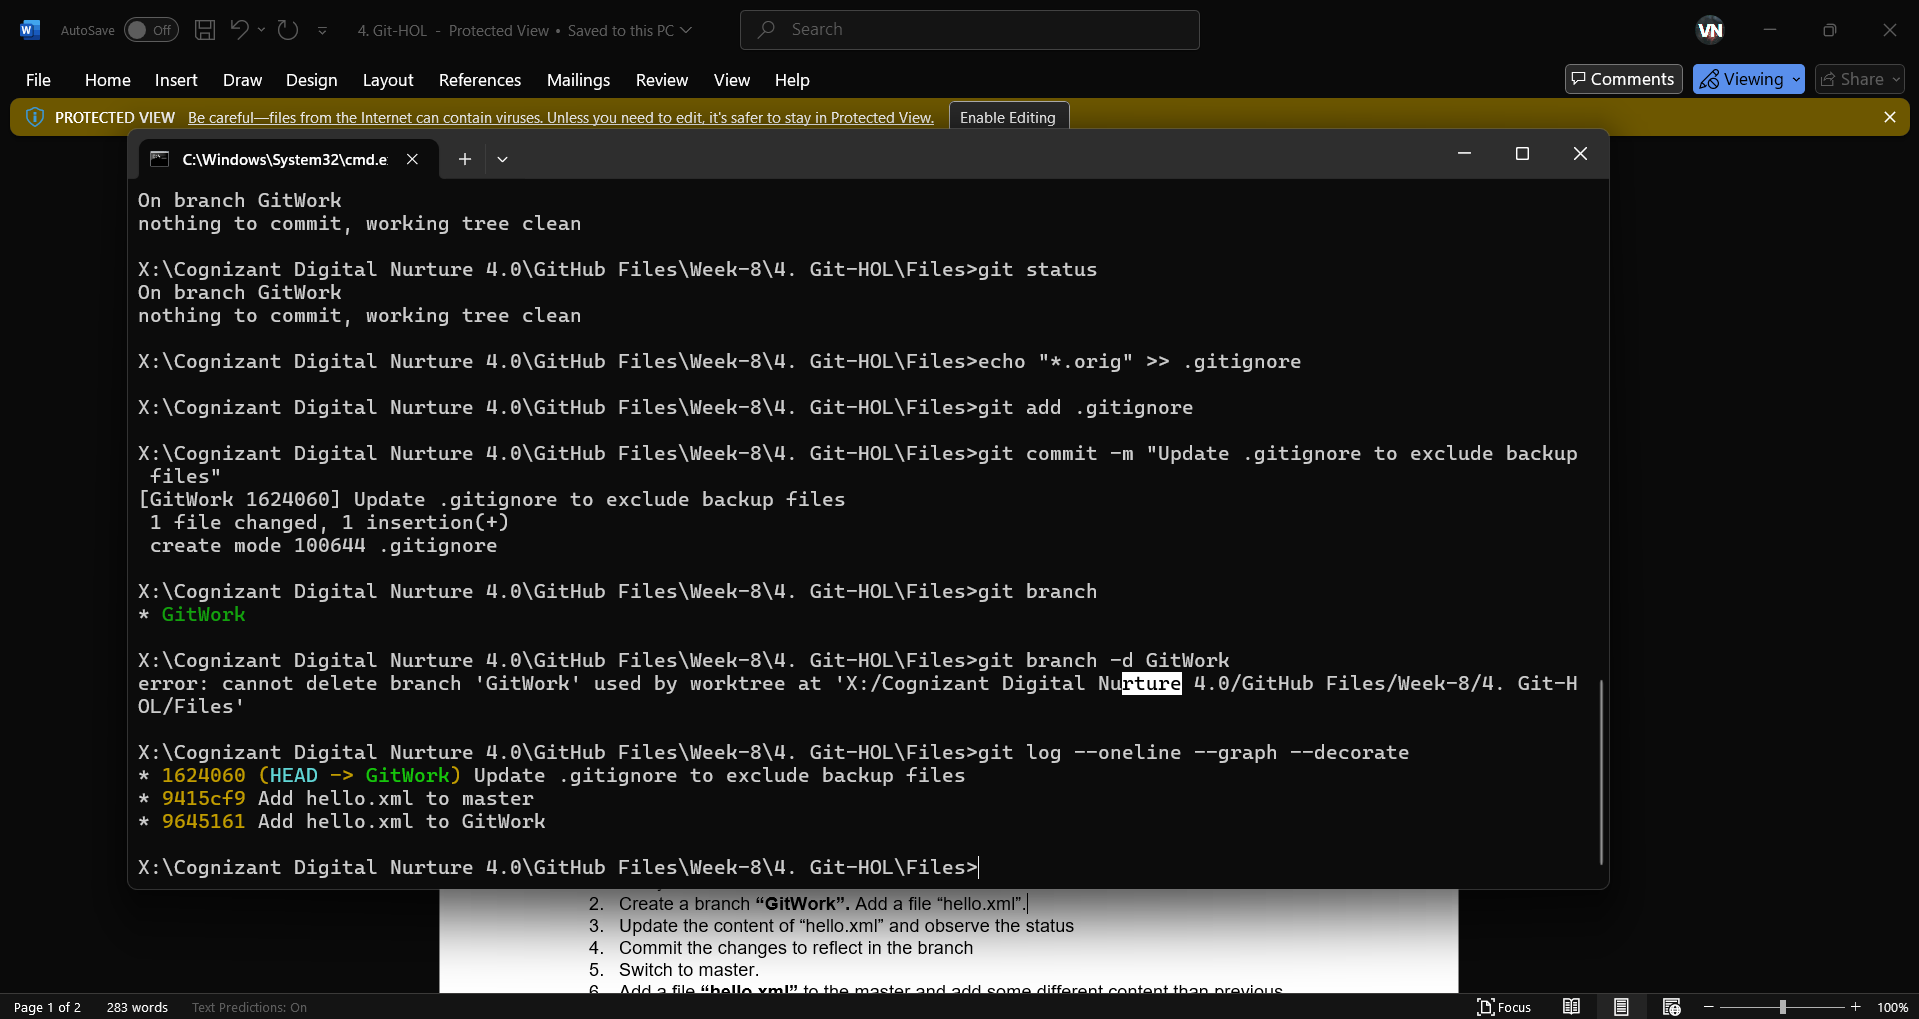 AutoSave Off 4. Git-HOL - Protected View • Saved to this PC Search VN
File Home Insert Draw Design Layout References Mailings Review View Help Comments Viewing Share
PROTECTED VIEW Be careful—files from the Internet can contain viruses. Unless you need to edit, it's safer to stay in Protected View. Enable Editing
C:\Windows\System32\cmd.e
On branch GitWork
nothing to commit, working tree clean
X:\Cognizant Digital Nurture 4.0\GitHub Files\Week-8\4. Git-HOL\Files>git status
On branch GitWork
nothing to commit, working tree clean
X:\Cognizant Digital Nurture 4.0\GitHub Files\Week-8\4. Git-HOL\Files>echo "*.orig" >> .gitignore
X:\Cognizant Digital Nurture 4.0\GitHub Files\Week-8\4. Git-HOL\Files>git add .gitignore
X:\Cognizant Digital Nurture 4.0\GitHub Files\Week-8\4. Git-HOL\Files>git commit -m "Update .gitignore to exclude backup
files"
[GitWork 1624060] Update .gitignore to exclude backup files
1 file changed, 1 insertion(+)
create mode 100644 .gitignore
X:\Cognizant Digital Nurture 4.0\GitHub Files\Week-8\4. Git-HOL\Files>git branch
* GitWork
X:\Cognizant Digital Nurture 4.0\GitHub Files\Week-8\4. Git-HOL\Files>git branch -d GitWork
error: cannot delete branch 'GitWork' used by worktree at 'X:/Cognizant Digital Nurture 4.0/GitHub Files/Week-8/4. Git-H
OL/Files'
X:\Cognizant Digital Nurture 4.0\GitHub Files\Week-8\4. Git-HOL\Files>git log --oneline --graph --decorate
* 1624060 (HEAD -> GitWork) Update .gitignore to exclude backup files
* 9415cf9 Add hello.xml to master
* 9645161 Add hello.xml to GitWork
X:\Cognizant Digital Nurture 4.0\GitHub Files\Week-8\4. Git-HOL\Files>
2. Create a branch “GitWork”. Add a file “hello.xml”.
3. Update the content of “hello.xml” and observe the status
4. Commit the changes to reflect in the branch
5. Switch to master.
6. Add a file “hello.xml” to the master and add some different content than previous.
Page 1 of 2 283 words Text Predictions: On Focus 100%